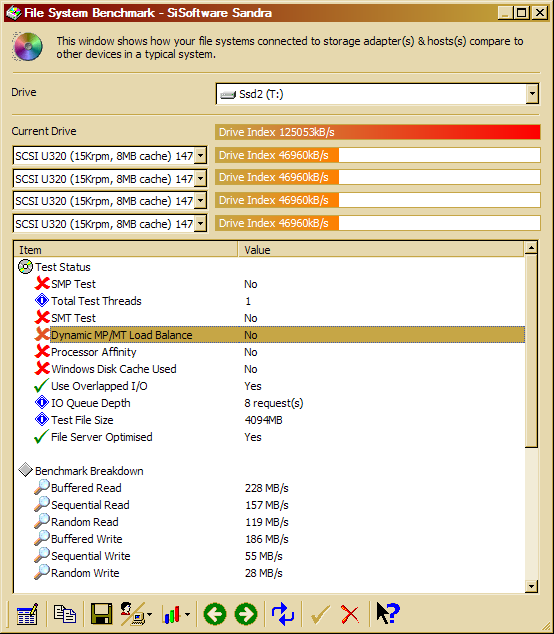 File System Benchmark - SiSoftware Sandra
This window shows how your file systems connected to storage adapter(s) & hosts(s) compare to
other devices in a typical system.
Drive
Ssd2 (T:)
Current Drive
Drive Index 125053kB/s
SCSI U320 (15Krpm, 8MB cache) 147
Drive Index 46960kB/s
SCSI U320 (15Krpm, 8MB cache) 147
Drive Index 46960kB/s
SCSI U320 (15Krpm, 8MB cache) 147
Drive Index 46960kB/s
SCSI U320 (15Krpm, 8MB cache) 147
Drive Index 46960kB/s
Item Value
Test Status
SMP Test No
Total Test Threads 1
SMT Test No
Dynamic MP/MT Load Balance No
Processor Affinity No
Windows Disk Cache Used No
Use Overlapped I/O Yes
IO Queue Depth 8 request(s)
Test File Size 4094MB
File Server Optimised Yes
Benchmark Breakdown
Buffered Read 228 MB/s
Sequential Read 157 MB/s
Random Read 119 MB/s
Buffered Write 186 MB/s
Sequential Write 55 MB/s
Random Write 28 MB/s